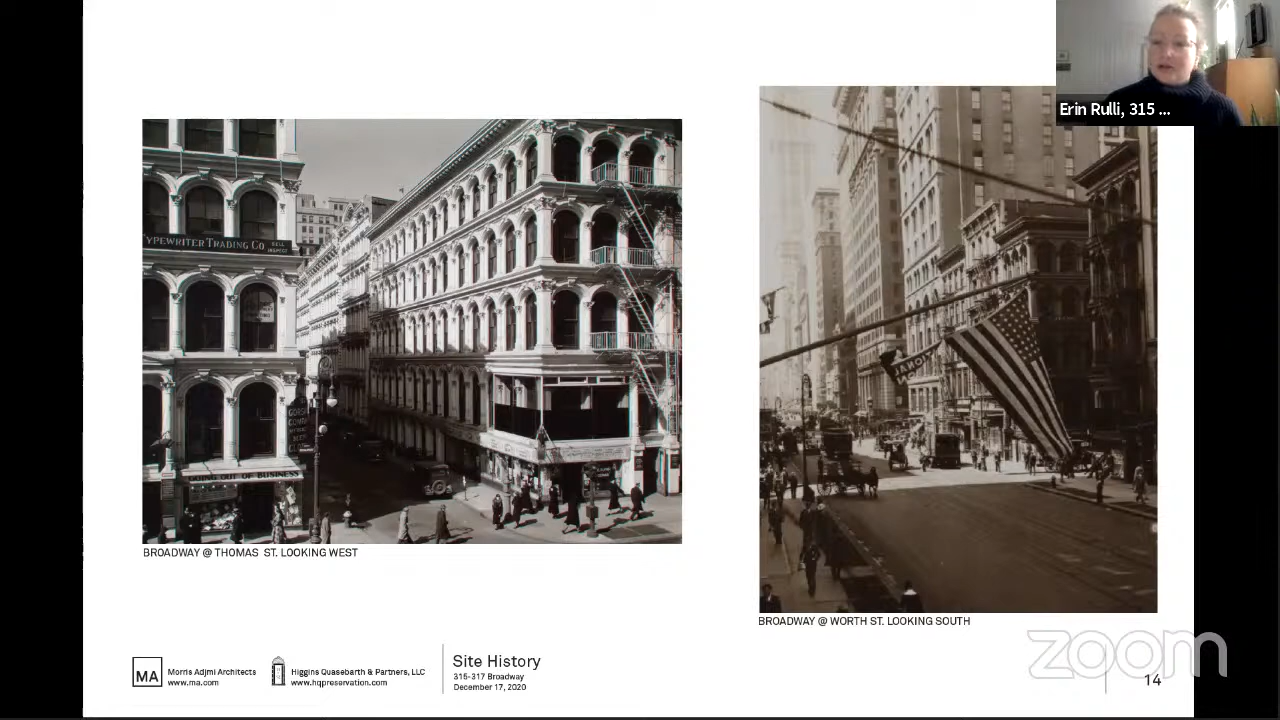 Erin Rulli, 315 ...
TYPEWRITER TRADING CO
GOING OUT OF BUSINESS
BROADWAY @ THOMAS ST. LOOKING WEST
BROADWAY @ WORTH ST. LOOKING SOUTH
MA
Morris Adjmi Architects
www.ma.com
Higgins Quasebarth & Partners, LLC
www.hqpreservation.com
Site History
315-317 Broadway
December 17, 2020
zoom
14